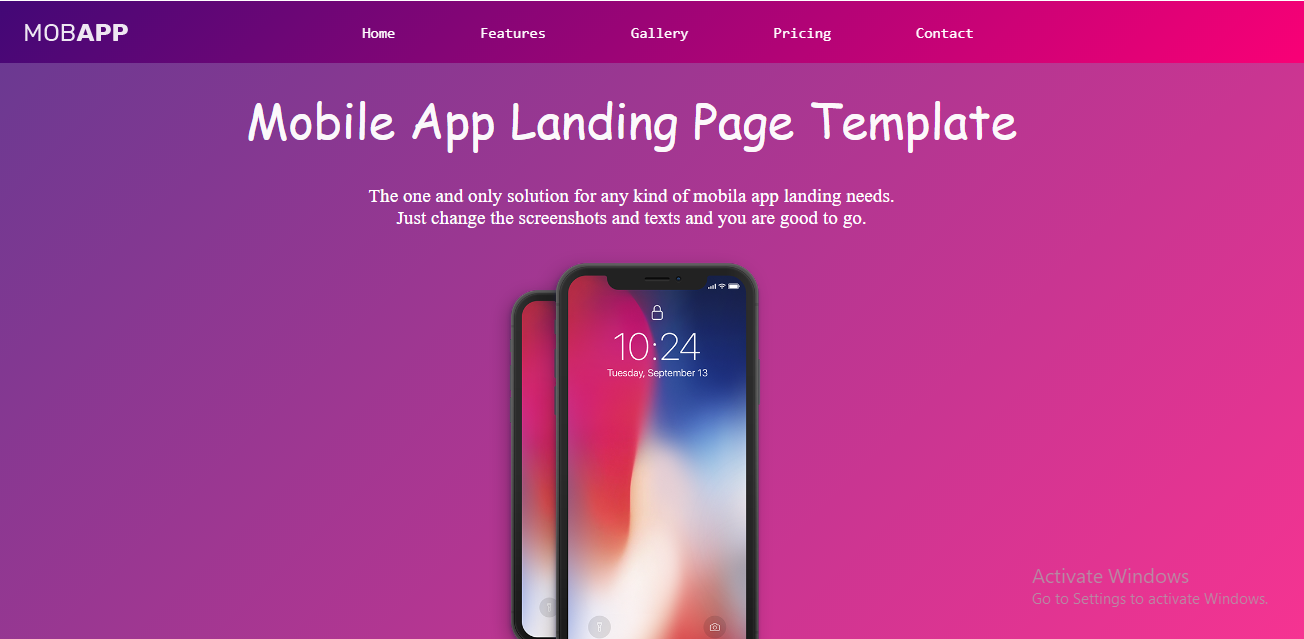 MOBAPP
Home Features Gallery Pricing Contact
Mobile App Landing Page Template
The one and only solution for any kind of mobila app landing needs.
Just change the screenshots and texts and you are good to go.
10:24
Tuesday, September 13
Activate Windows
Go to Settings to activate Windows.